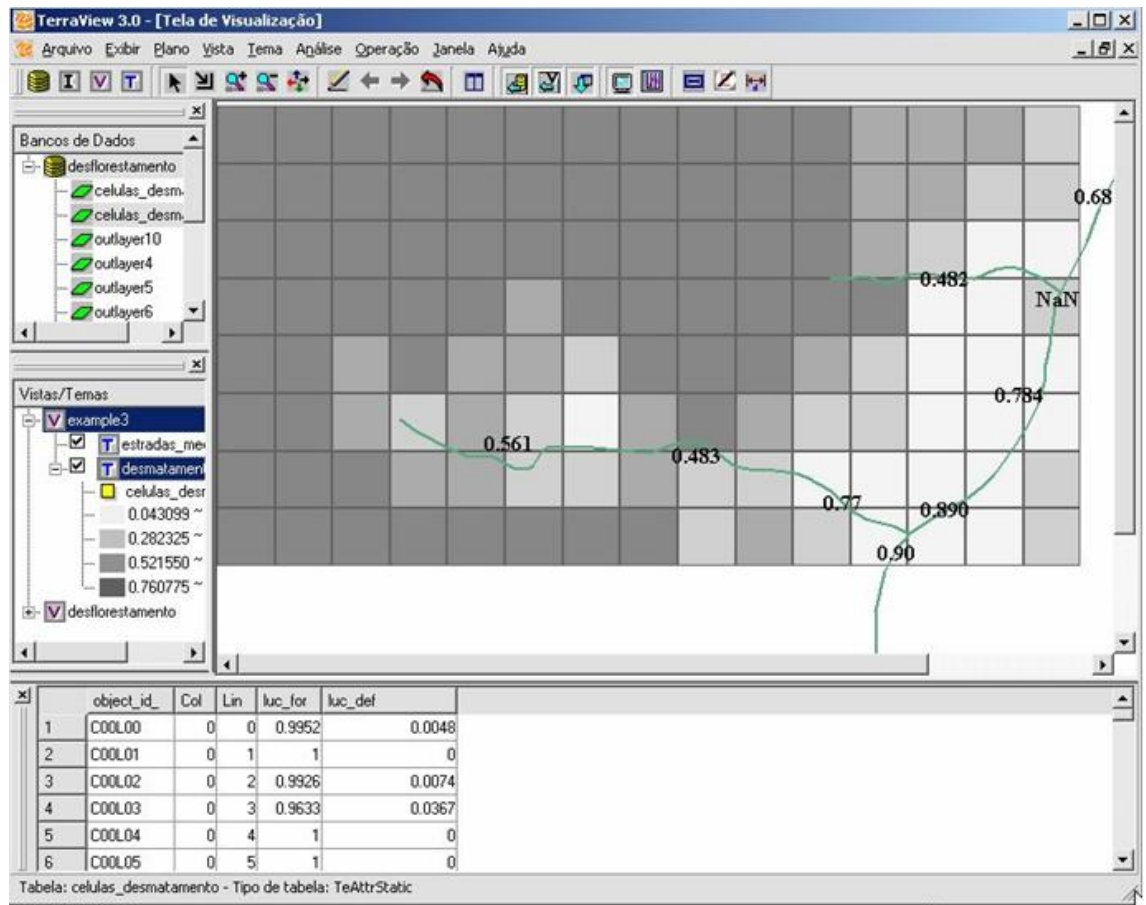 TerraView 3.0 - [Tela de Visualização]
Arquivo Exibir Plano Vista Tema Análise Operação Janela Ajuda
I V T
Bancos de Dados
desflorestamento
celulas_desm
celulas_desm
outlayer10
outlayer4
outlayer5
outlayer6
Vistas/Temas
V example3
T estradas_me
T desmatamen
celulas_desr
0.043099 ~
0.282325 ~
0.521550 ~
0.760775 ~
V desflorestamento
0.68
0.482
NaN
0.784
0.561
0.483
0.77
0.890
0.90
object_id_ Col Lin luc_for luc_def
1 C00L00 0 0 0.9952 0.0048
2 C00L01 0 1 1 0
3 C00L02 0 2 0.9926 0.0074
4 C00L03 0 3 0.9633 0.0367
5 C00L04 0 4 1 0
6 C00L05 0 5 1 0
Tabela: celulas_desmatamento - Tipo de tabela: TeAttrStatic